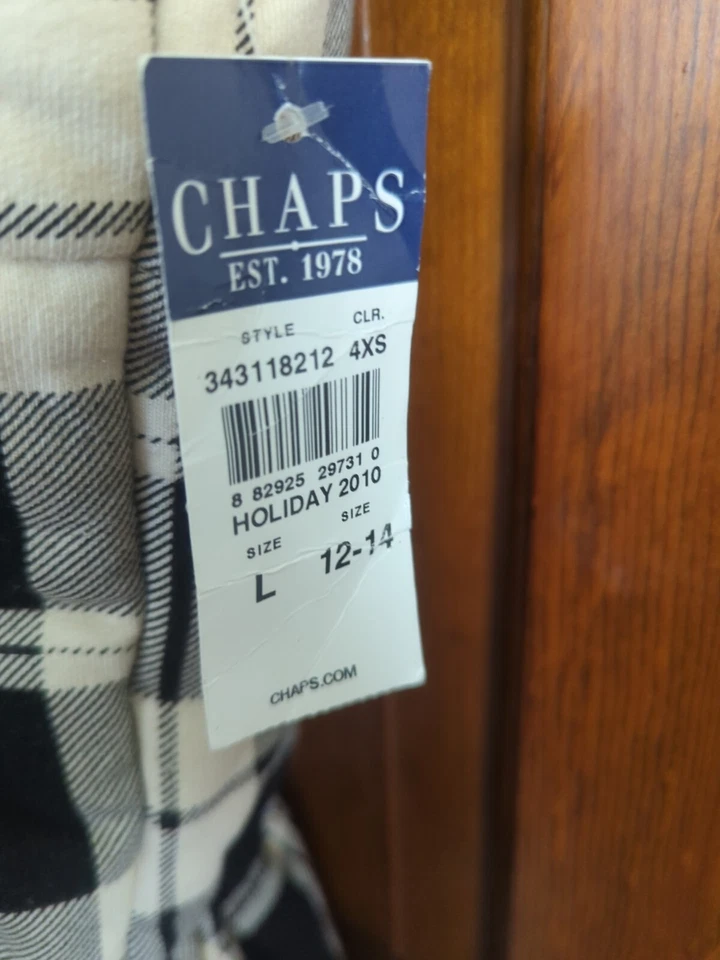 CHAPS
EST. 1978
STYLE CLR.
343118212 4XS
8 82925 29731 0
HOLIDAY 2010
SIZE SIZE
L 12-14
CHAPS.COM